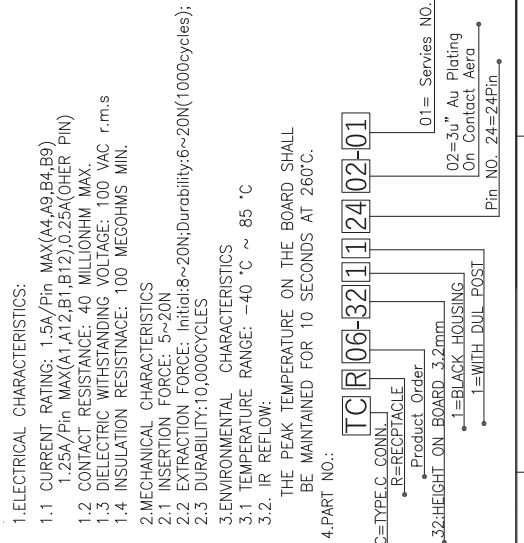 1.ELECTRICAL CHARACTERISTICS:
1.1 CURRENT RATING: 1.5A/Pin MAX(A4,A9,B4,B9)
1.25A/Pin MAX(A1,A12,B1,B12),0.25A(OHER PIN)
1.2 CONTACT RESISTANCE: 40 MILLIONHM MAX.
1.3 DIELECTRIC WITHSTANDING VOLTAGE: 100 VAC r.m.s
1.4 INSULATION RESISTNACE: 100 MEGOHMS MIN.
2.MECHANICAL CHARACTERISTICS
2.1 INSERTION FORCE: 5~20N
2.2 EXTRACTION FORCE: Initial:8~20N;Durability:6~20N(1000cycles);
2.3 DURABILITY:10,000CYCLES
3.ENVIRONMENTAL CHARACTERISTICS
3.1 TEMPERATURE RANGE: -40 °C ~ 85 °C
3.2. IR REFLOW:
THE PEAK TEMPERATURE ON THE BOARD SHALL
BE MAINTAINED FOR 10 SECONDS AT 260°C.
4.PART NO.:
TC R 06-32 1 1 24 02-01
C=TYPE.C CONN.
R=RECPTACLE
Product Order
32:HEIGHT ON BOARD 3.2mm
1=BLACK HOUSING
1=WITH DUL POST
01= Servies NO.
02=3u" Au Plating
On Contact Aera
Pin NO. 24=24Pin